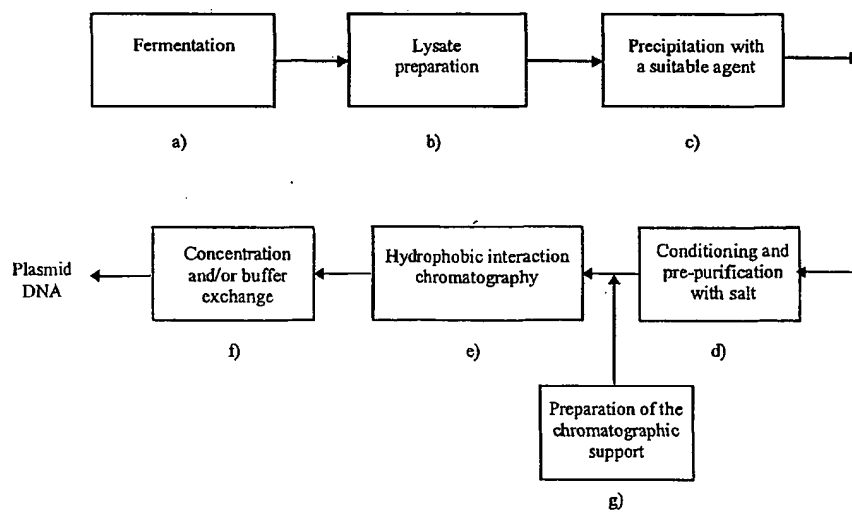 Fermentation
a)
Lysate
preparation
b)
Precipitation with
a suitable agent
c)
Conditioning and
pre-purification
with salt
d)
Hydrophobic interaction
chromatography
e)
Concentration
and/or buffer
exchange
f)
Plasmid
DNA
Preparation of the
chromatographic
support
g)